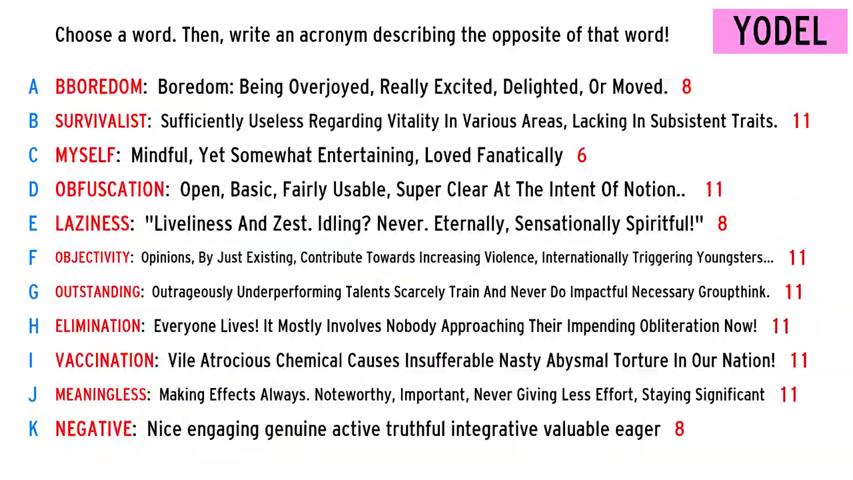 Choose a word. Then, write an acronym describing the opposite of that word!
YODEL
A BBOREDOM: Boredom: Being Overjoyed, Really Excited, Delighted, Or Moved. 8
B SURVIVALIST: Sufficiently Useless Regarding Vitality In Various Areas, Lacking In Subsistent Traits. 11
C MYSELF: Mindful, Yet Somewhat Entertaining, Loved Fanatically 6
D OBFUSCATION: Open, Basic, Fairly Usable, Super Clear At The Intent Of Notion.. 11
E LAZINESS: "Liveliness And Zest. Idling? Never. Eternally, Sensationally Spiritful!" 8
F OBJECTIVITY: Opinions, By Just Existing, Contribute Towards Increasing Violence, Internationally Triggering Youngsters... 11
G OUTSTANDING: Outrageously Underperforming Talents Scarcely Train And Never Do Impactful Necessary Groupthink. 11
H ELIMINATION: Everyone Lives! It Mostly Involves Nobody Approaching Their Impending Obliteration Now! 11
I VACCINATION: Vile Atrocious Chemical Causes Insufferable Nasty Abysmal Torture In Our Nation! 11
J MEANINGLESS: Making Effects Always. Noteworthy, Important, Never Giving Less Effort, Staying Significant 11
K NEGATIVE: Nice engaging genuine active truthful integrative valuable eager 8